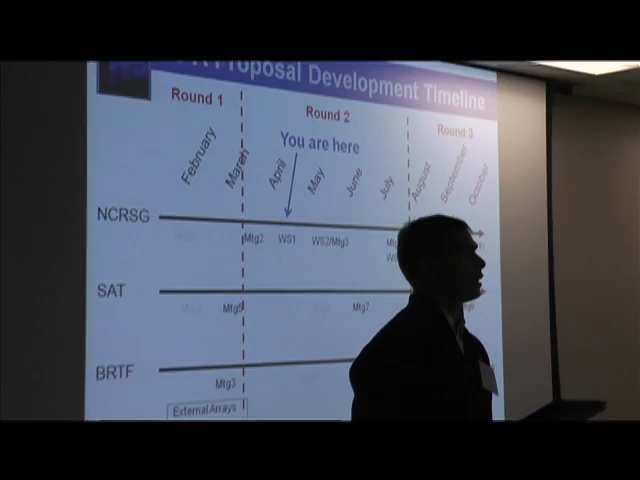 Proposal Development Timeline
Round 1 Round 2 Round 3
You are here
February March April May June July August September October
NCRSG
Mtg2 WS1 WS2/Mtg3
SAT
Mtg5 Mtg7
BRTF
Mtg3
External Arrays